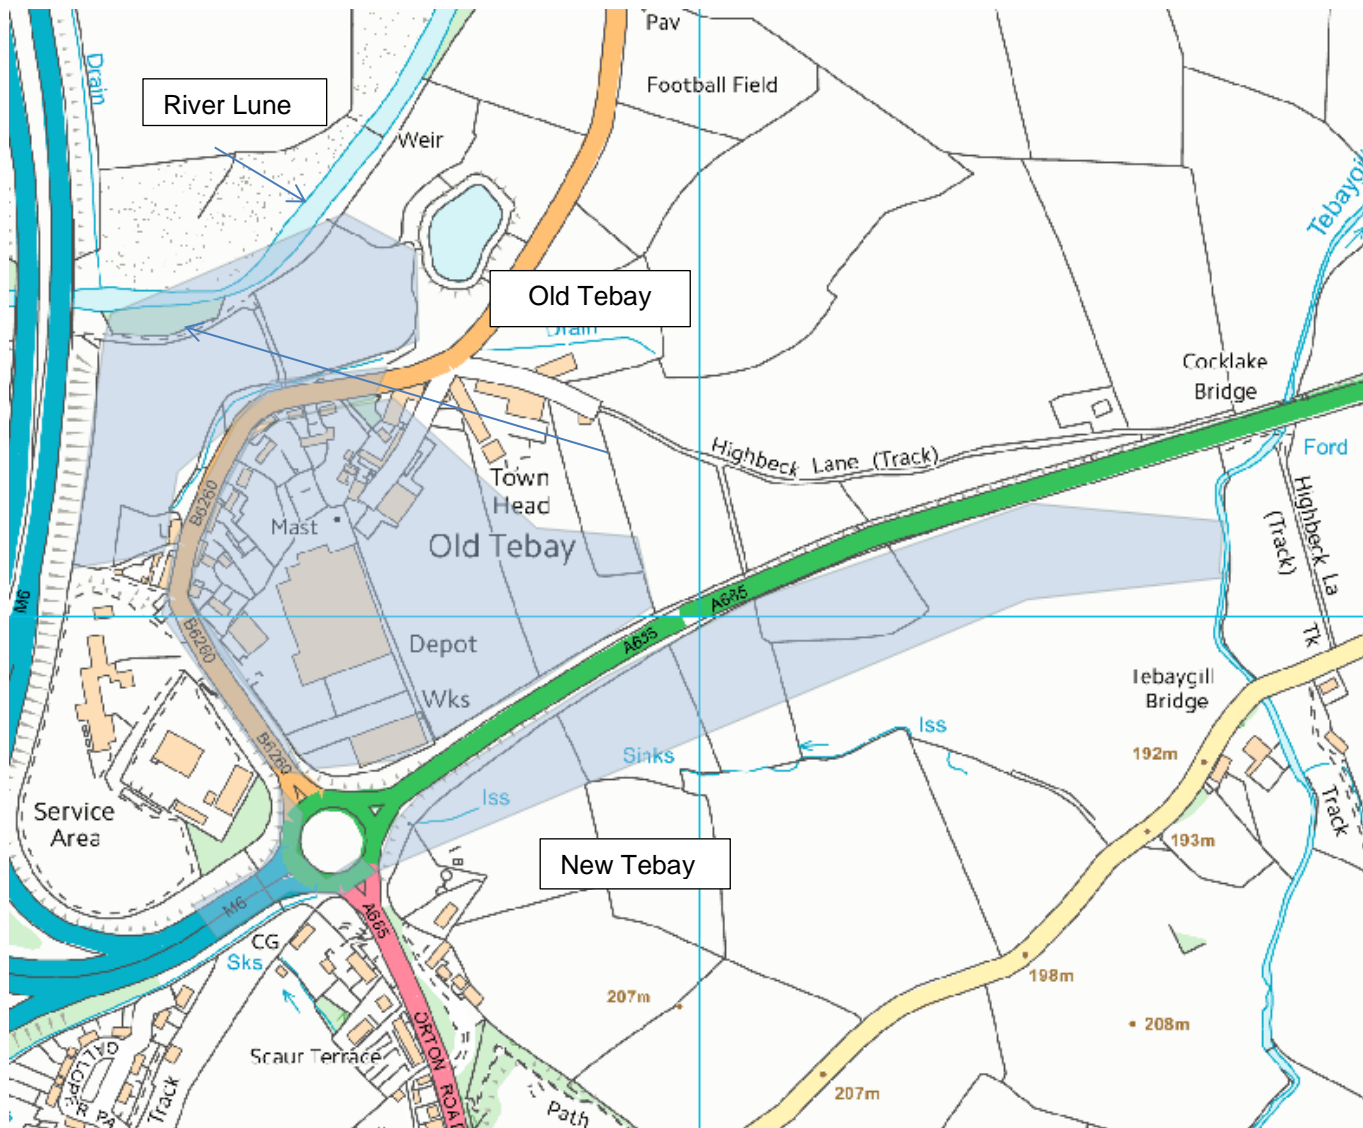 Pav
Football Field
Drain
River Lune
Weir
Tebaygill
Old Tebay
Drain
Cocklake
Bridge
Ford
Highbeck Lane (Track)
Highbeck La
(Track)
Town
Head
B6260
Mast
Old Tebay
M6
A685
A685
B6260
Depot
Wks
Tk
Tebaygill
Bridge
B6260
Iss
Sinks
192m
Iss
Service
Area
Track
193m
New Tebay
M6
A685
CG
Sks
198m
207m
208m
ORTON ROAD
Scaur Terrace
Track
207m
Path